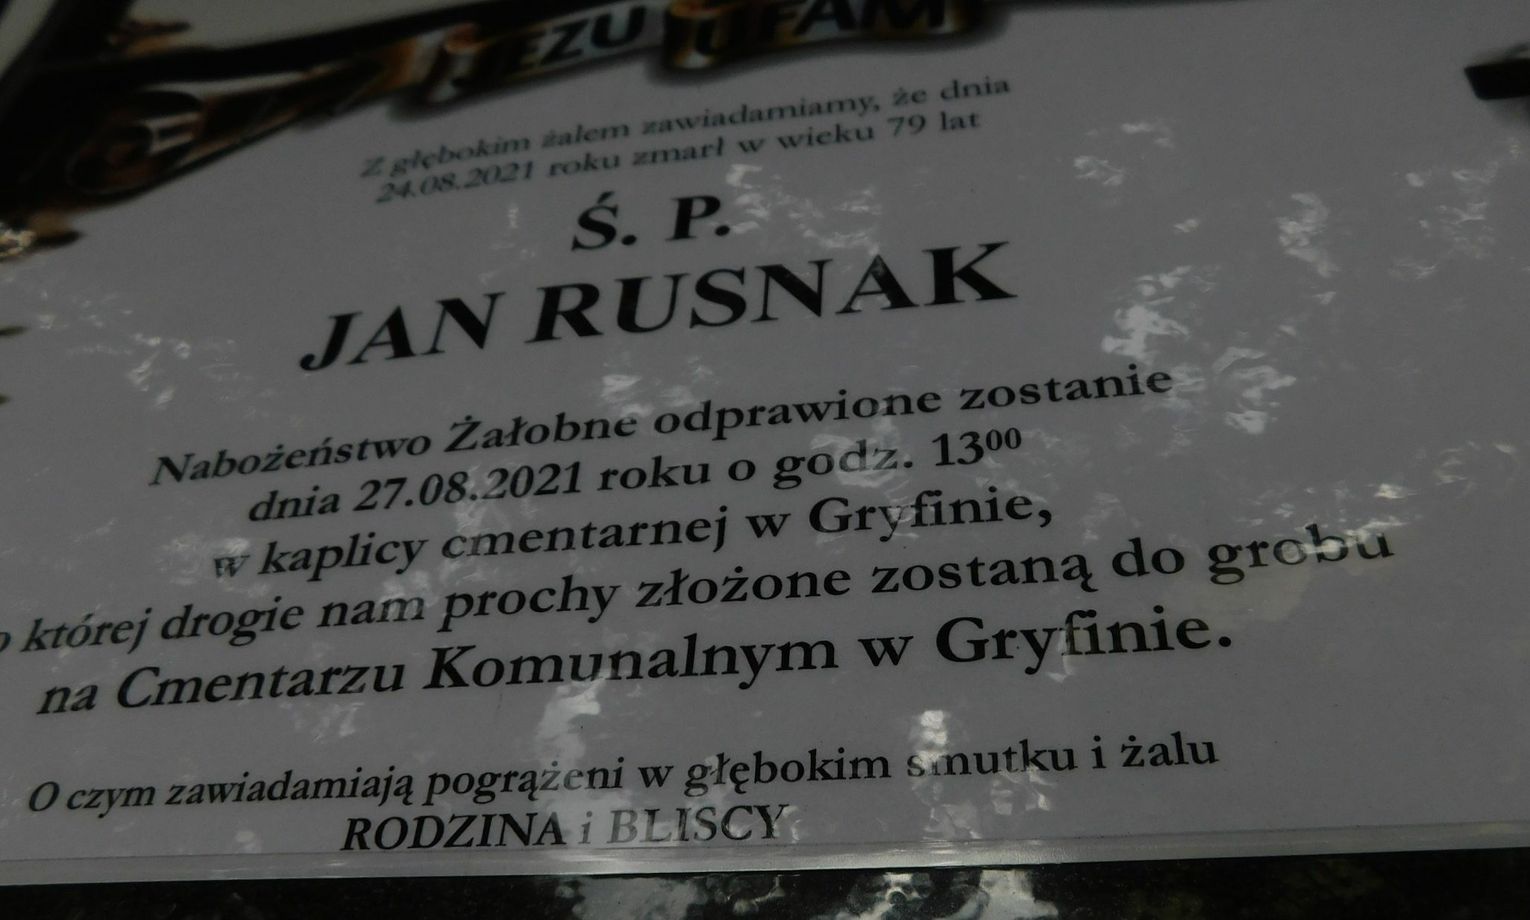 JEZU UFAM
Z głębokim żalem zawiadamiamy, że dnia
24.08.2021 roku zmarł w wieku 79 lat
Ś. P.
JAN RUSNAK
Nabożeństwo Żałobne odprawione zostanie
dnia 27.08.2021 roku o godz. 13⁰⁰
w kaplicy cmentarnej w Gryfinie,
o której drogie nam prochy złożone zostaną do grobu
na Cmentarzu Komunalnym w Gryfinie.
O czym zawiadamiają pogrążeni w głębokim smutku i żalu
RODZINA i BLISCY